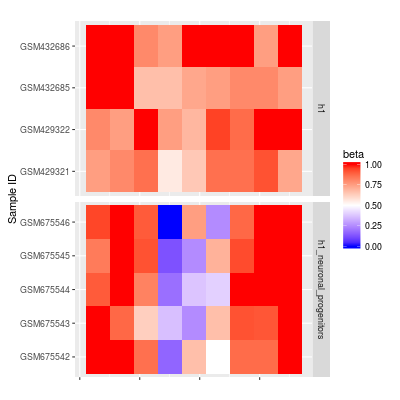 GSM432686
GSM432685
GSM429322
GSM429321
h1
GSM675546
GSM675545
GSM675544
GSM675543
GSM675542
h1_neuronal_progenitors
Sample ID
beta
1.00
0.75
0.50
0.25
0.00